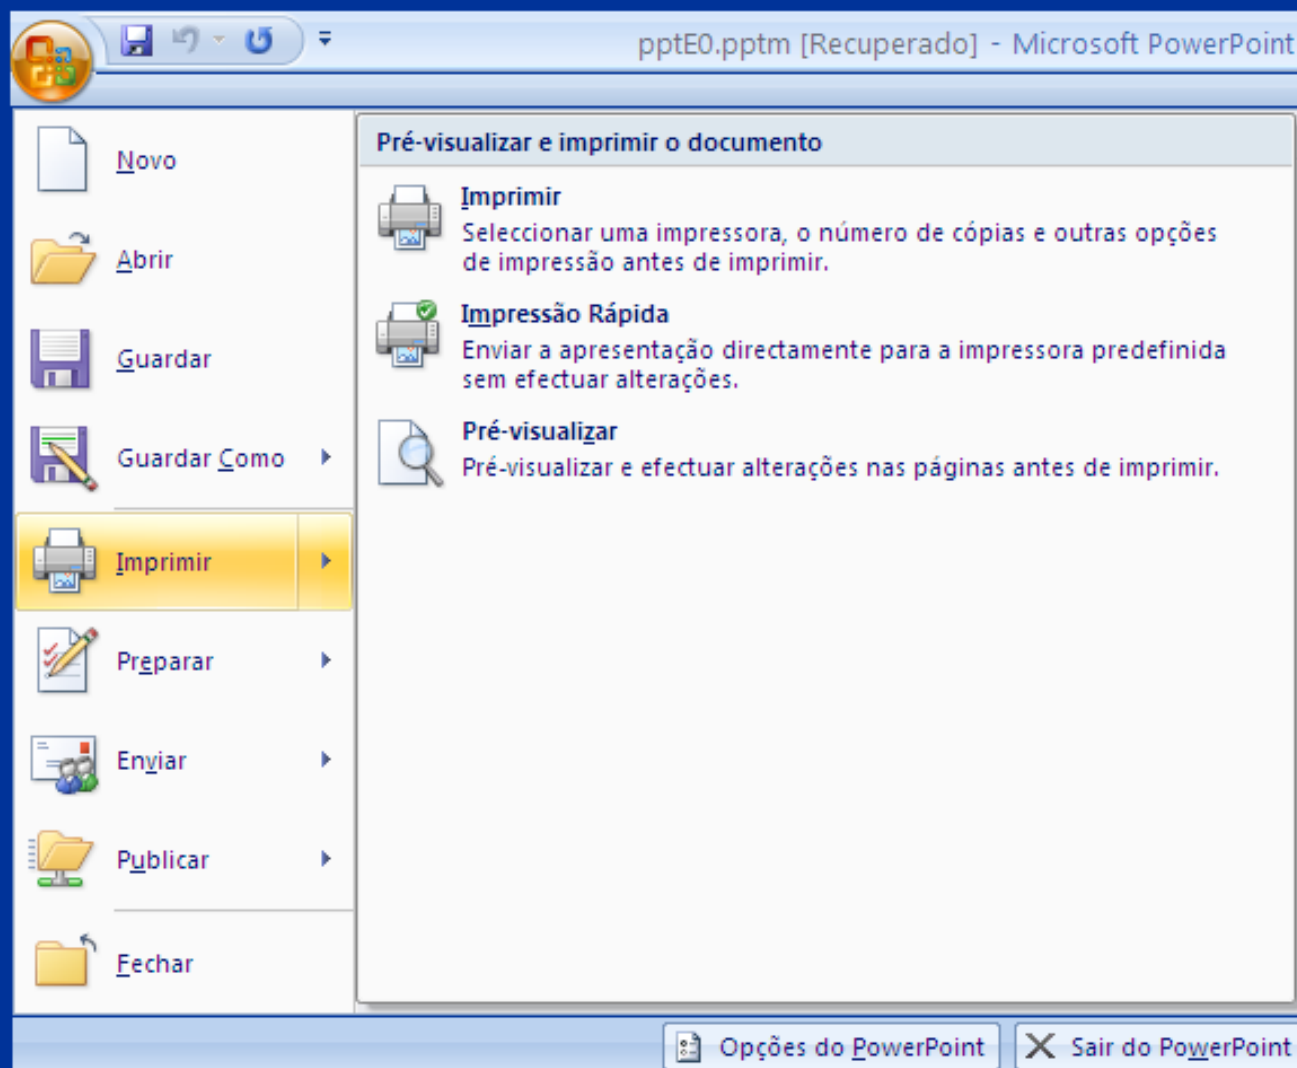 pptE0.pptm [Recuperado] - Microsoft PowerPoint
Novo
Abrir
Guardar
Guardar Como
Imprimir
Preparar
Enviar
Publicar
Fechar
Pré-visualizar e imprimir o documento
Imprimir
Seleccionar uma impressora, o número de cópias e outras opções
de impressão antes de imprimir.
Impressão Rápida
Enviar a apresentação directamente para a impressora predefinida
sem efectuar alterações.
Pré-visualizar
Pré-visualizar e efectuar alterações nas páginas antes de imprimir.
Opções do PowerPoint
Sair do PowerPoint